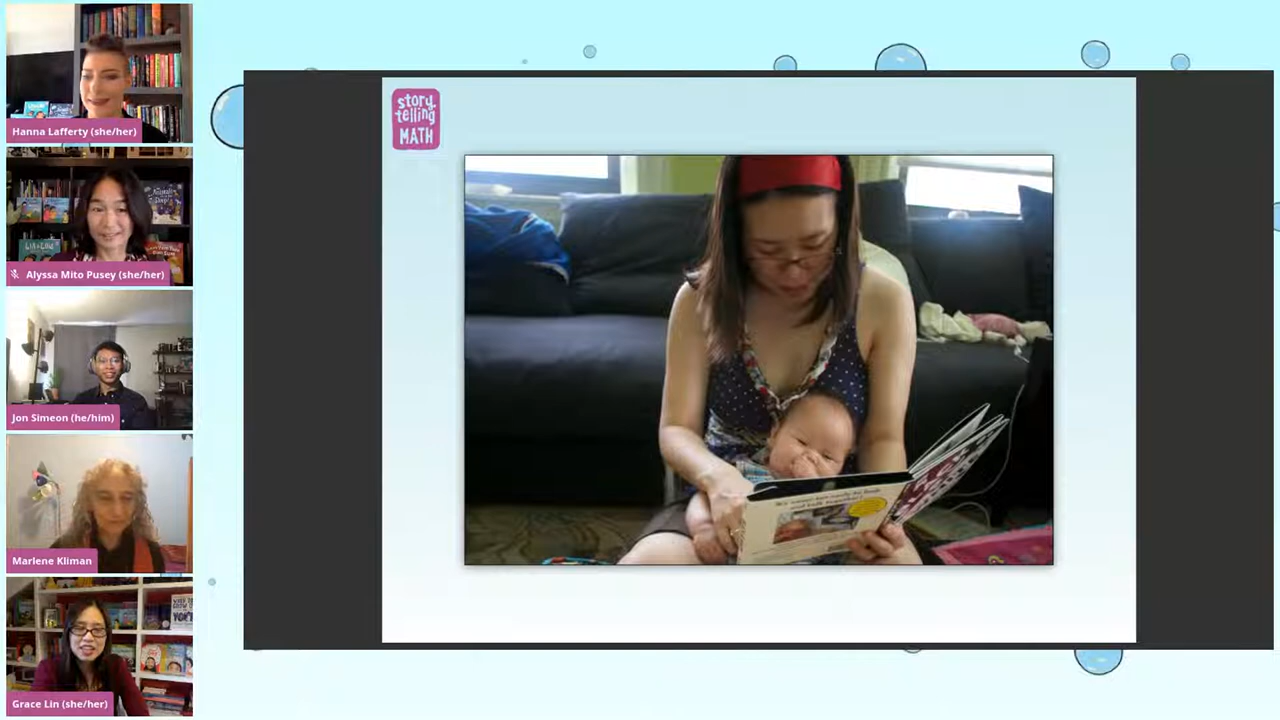 Hanna Lafferty (she/her)
Alyssa Mito Pusey (she/her)
Jon Simeon (he/him)
Marlene Kliman
Grace Lin (she/her)
story
telling
MATH